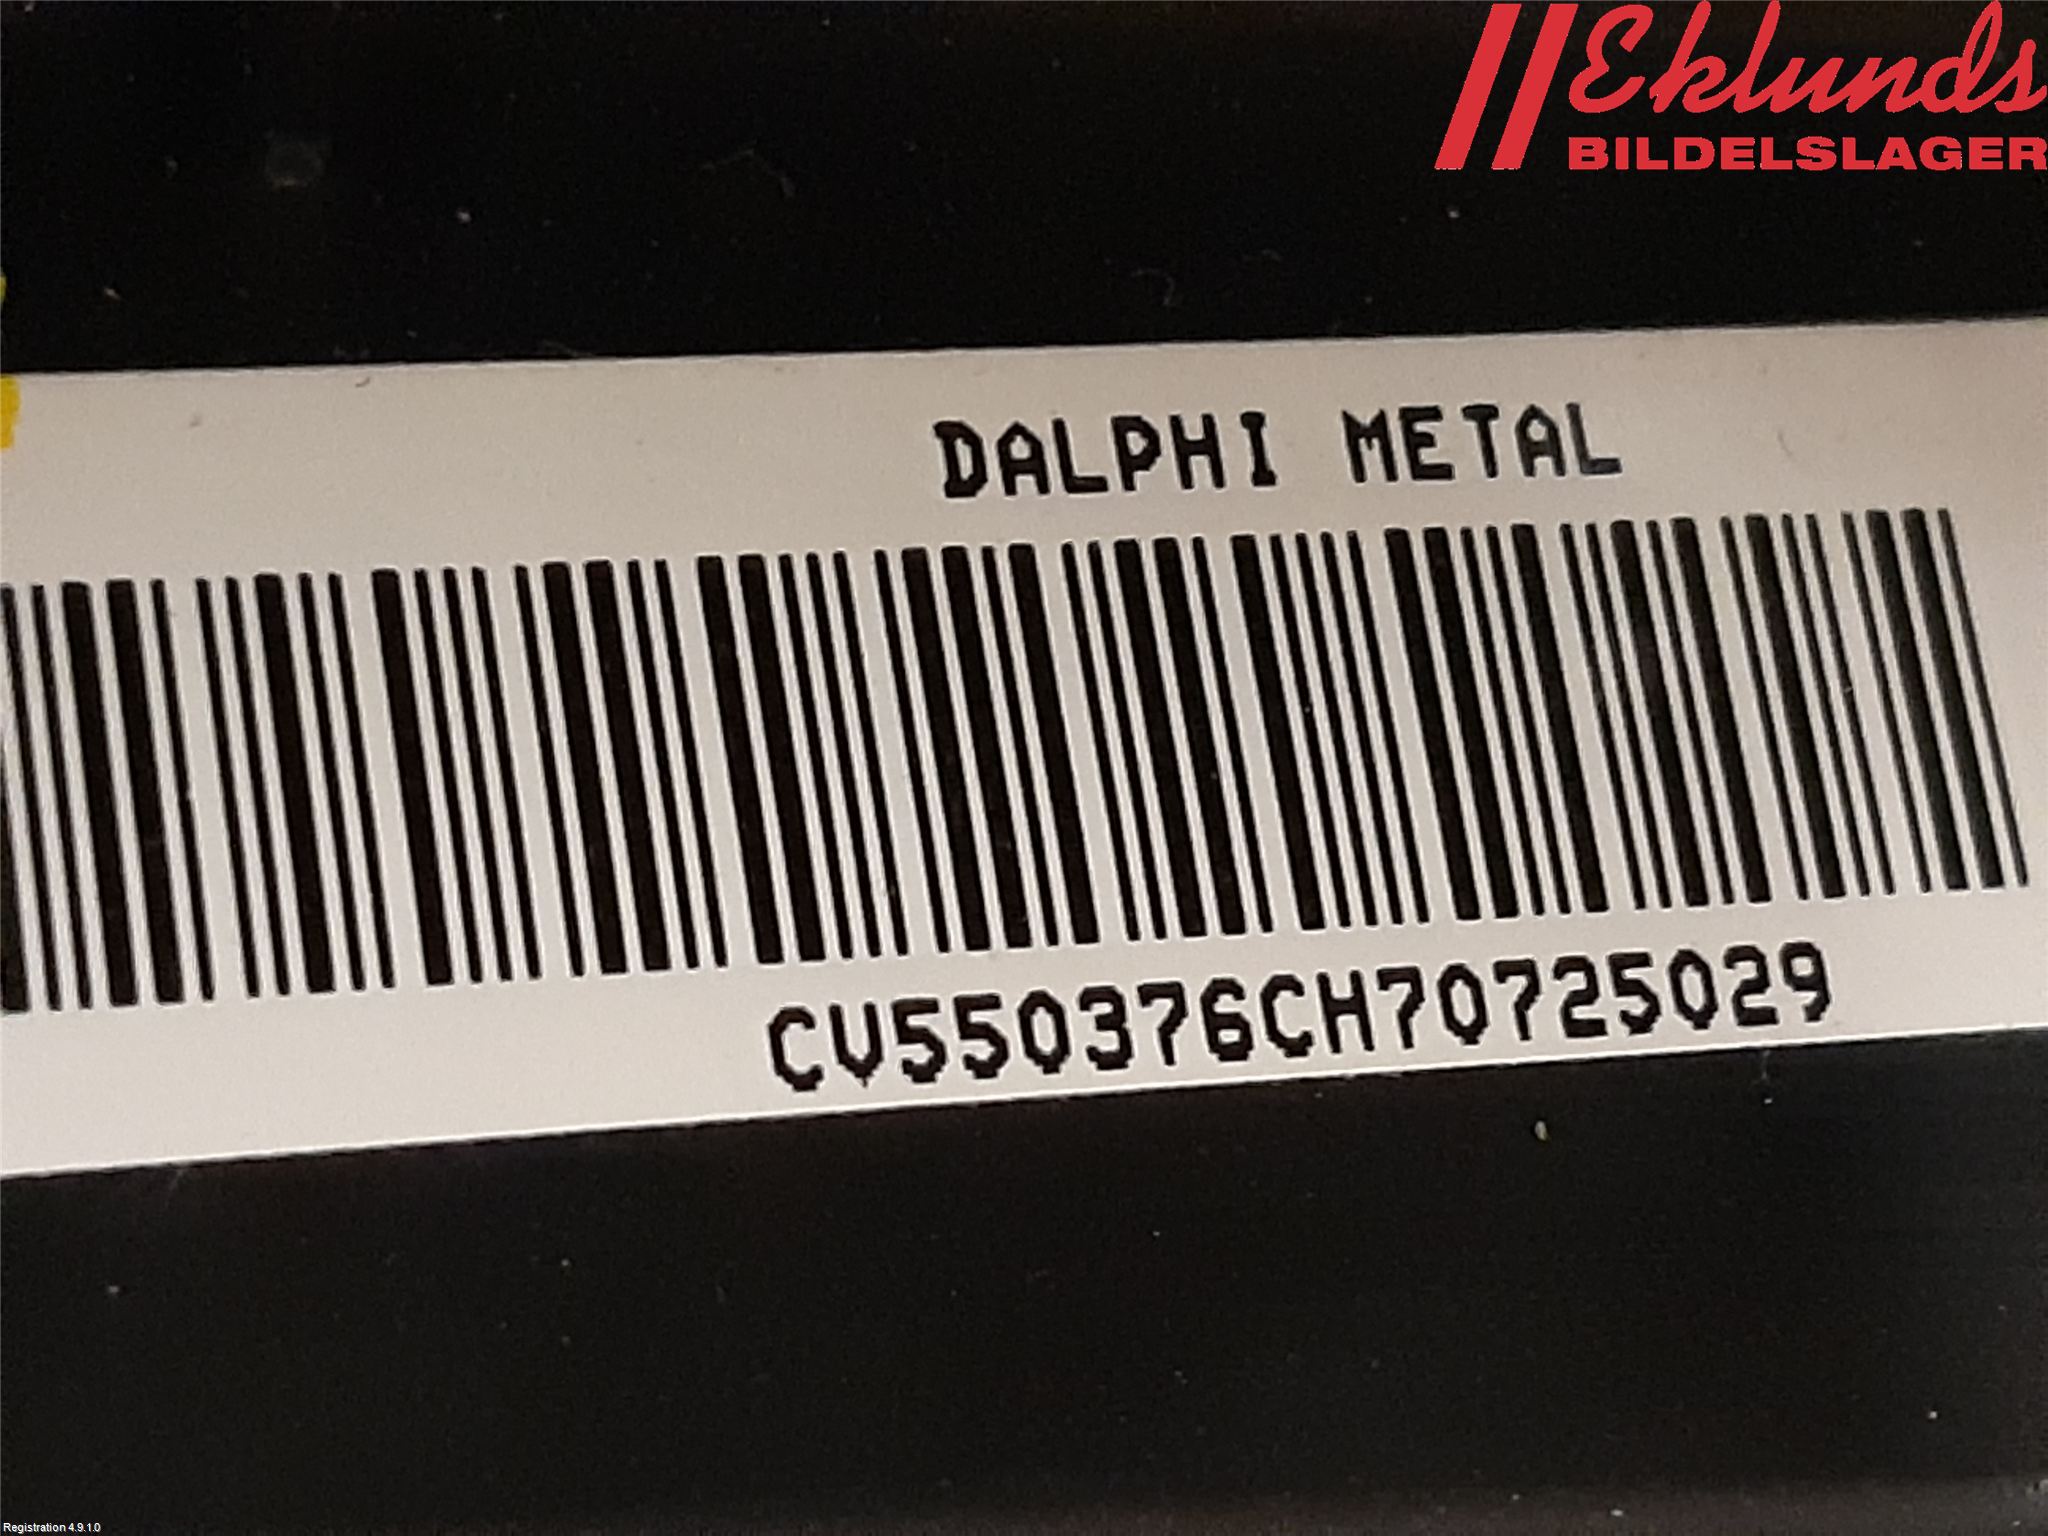 Eklunds
BILDELSLAGER
DALPHI METAL
CV550376CH70725029
Registration 4.9.1.0